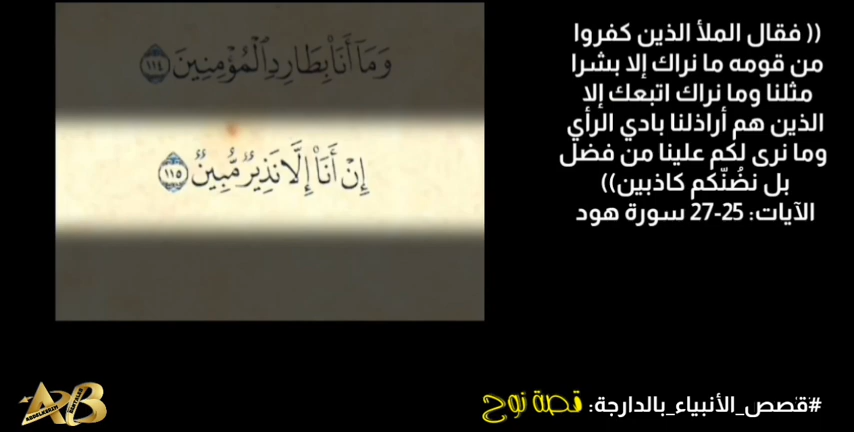 وَمَآ أَنَا۠ بِطَارِدِ ٱلْمُؤْمِنِينَ ١١٤
إِنْ أَنَا۠ إِلَّا نَذِيرٌ مُّبِينٌ ١١٥
(( فقال الملأ الذين كفروا
من قومه ما نراك إلا بشرا
مثلنا وما نراك اتبعك إلا
الذين هم أراذلنا بادي الرأي
وما نرى لكم علينا من فضل
بل نضُنّكم كاذبين))
الآيات: 25-27 سورة هود
#قصص_الأنبياء_بالدارجة: قصة نوح
ARB